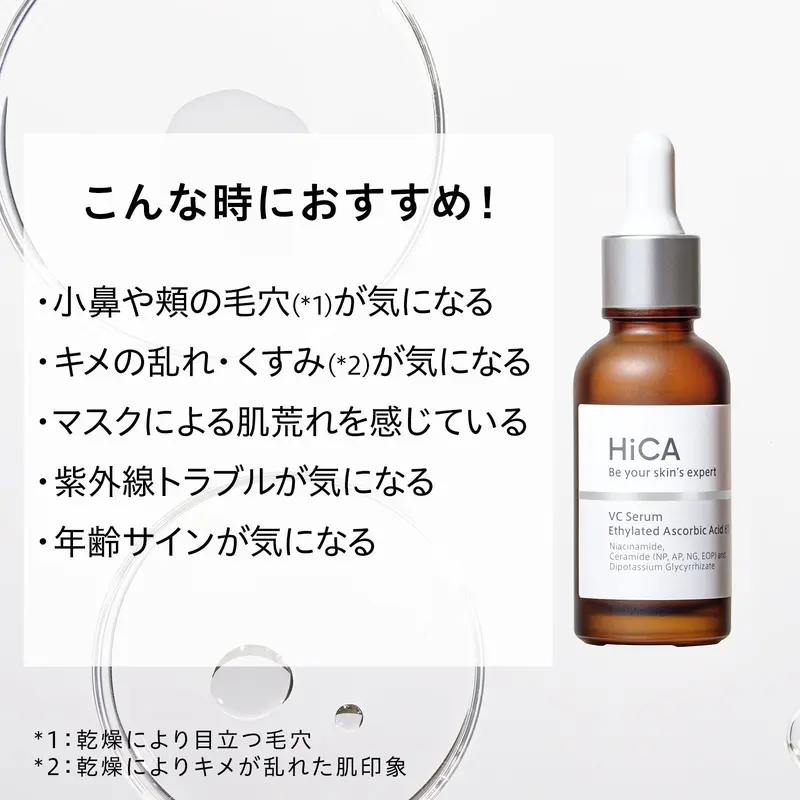 こんな時におすすめ!
・小鼻や頬の毛穴(*1)が気になる
・キメの乱れ・くすみ(*2)が気になる
・マスクによる肌荒れを感じている
・紫外線トラブルが気になる
・年齢サインが気になる
HiCA
Be your skin's expert
VC Serum
Ethylated Ascorbic Acid
Niacinamide,
Ceramide (NP, AP, NG, EOP) and
Dipotassium Glycyrrhizate
*1:乾燥により目立つ毛穴
*2:乾燥によりキメが乱れた肌印象